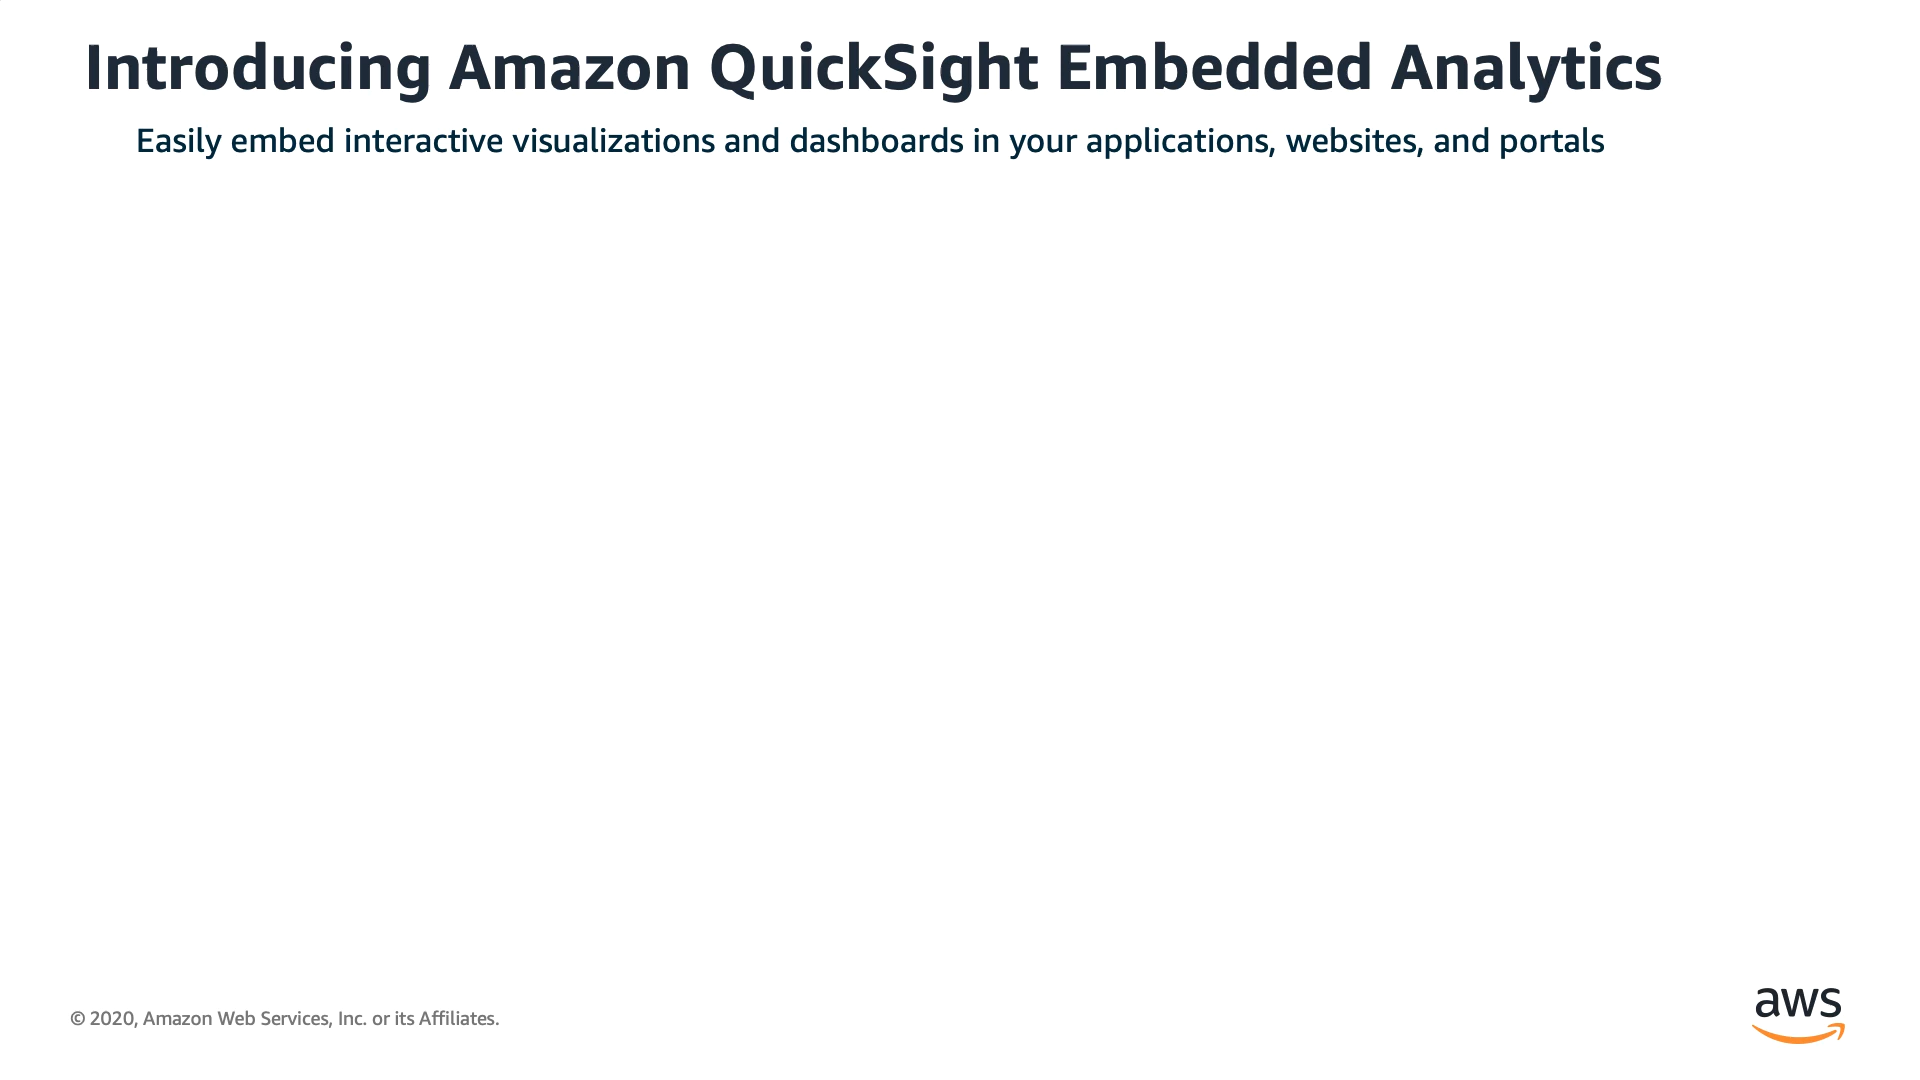 Introducing Amazon QuickSight Embedded Analytics
Easily embed interactive visualizations and dashboards in your applications, websites, and portals
© 2020, Amazon Web Services, Inc. or its Affiliates.
aws